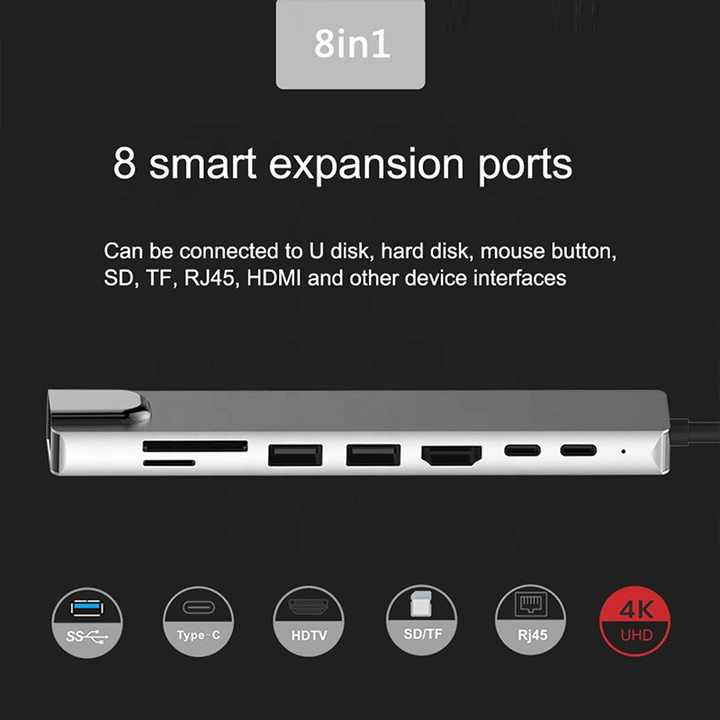 8in1
8 smart expansion ports
Can be connected to U disk, hard disk, mouse button,
SD, TF, RJ45, HDMI and other device interfaces
SS
Type-C
HDTV
SD/TF
Rj45
4K
UHD